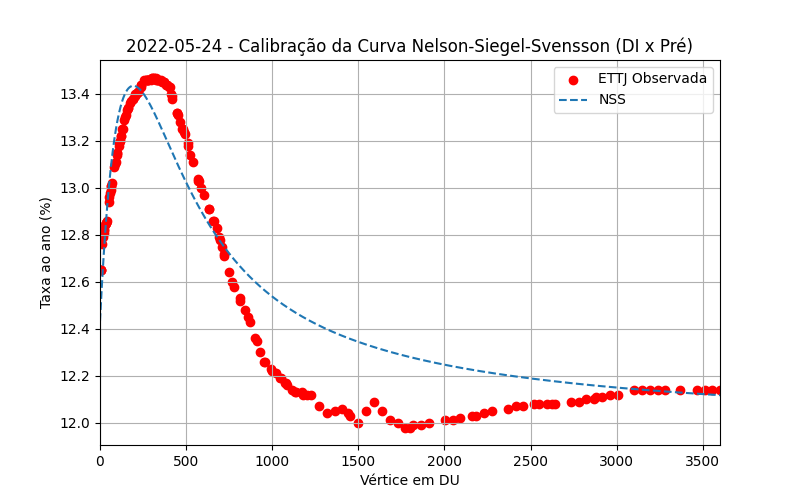 2022-05-24 - Calibração da Curva Nelson-Siegel-Svensson (DI x Pré)
ETTJ Observada
NSS
Taxa ao ano (%)
13.4
13.2
13.0
12.8
12.6
12.4
12.2
12.0
0 500 1000 1500 2000 2500 3000 3500
Vértice em DU